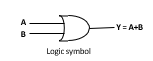 A
B
Y = A+B
Logic symbol